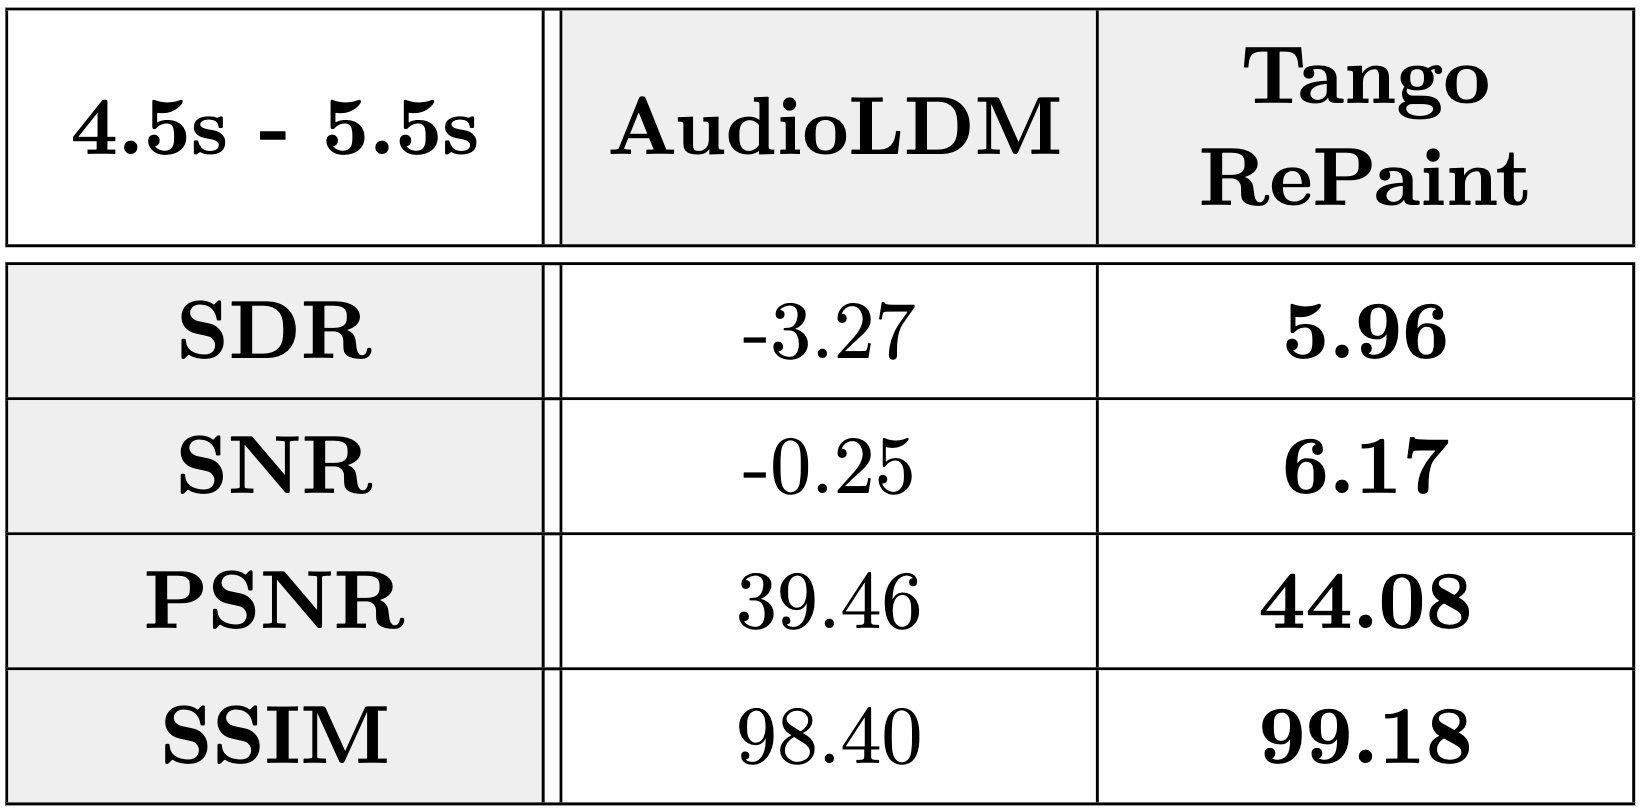 4.5s - 5.5s AudioLDM Tango
RePaint
SDR -3.27 5.96
SNR -0.25 6.17
PSNR 39.46 44.08
SSIM 98.40 99.18